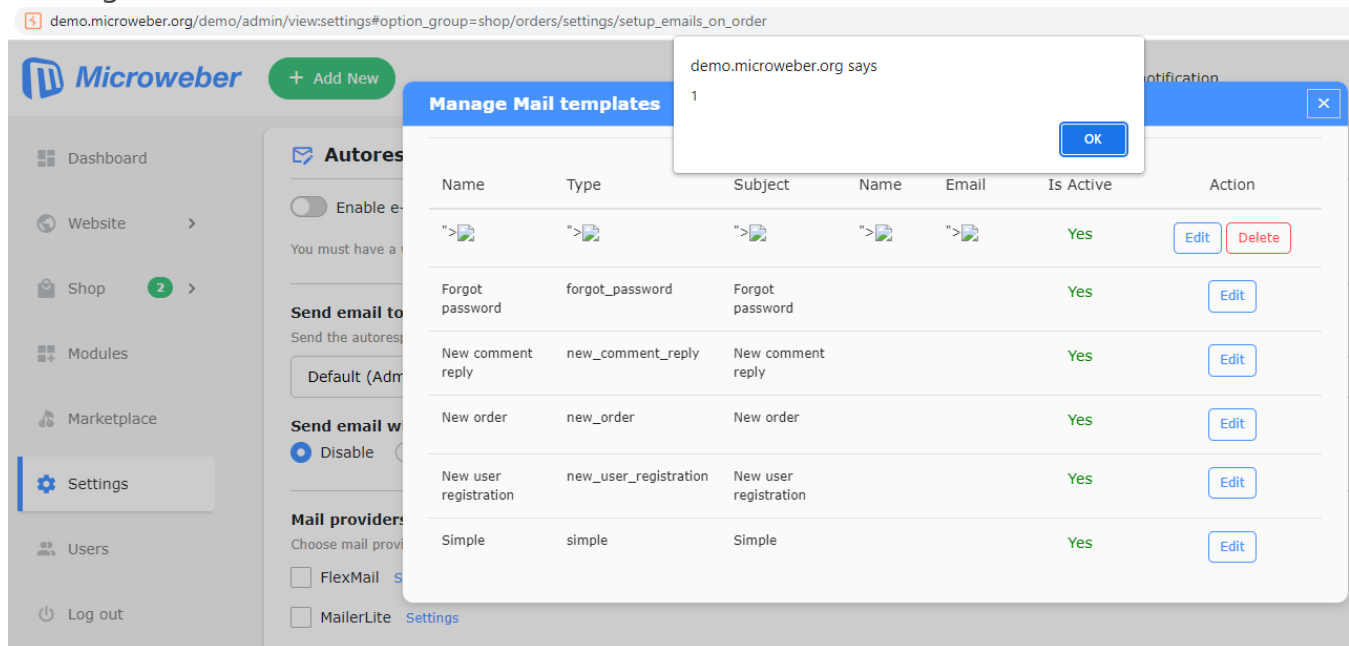 demo.microweber.org/demo/admin/view:settings#option_group=shop/orders/settings/setup_emails_on_order
Microweber
+ Add New
demo.microweber.org says
1
OK
otification
Manage Mail templates
Dashboard
Website
Shop 2
Modules
Marketplace
Settings
Users
Log out
Autores
Enable e-
You must have a
Send email to
Send the autoresp
Default (Adm
Send email w
Disable
Mail providers
Choose mail provi
FlexMail S
MailerLite Settings
Name Type Subject Name Email Is Active Action
"> "> "> "> "> Yes Edit Delete
Forgot password forgot_password Forgot password Yes Edit
New comment reply new_comment_reply New comment reply Yes Edit
New order new_order New order Yes Edit
New user registration new_user_registration New user registration Yes Edit
Simple simple Simple Yes Edit